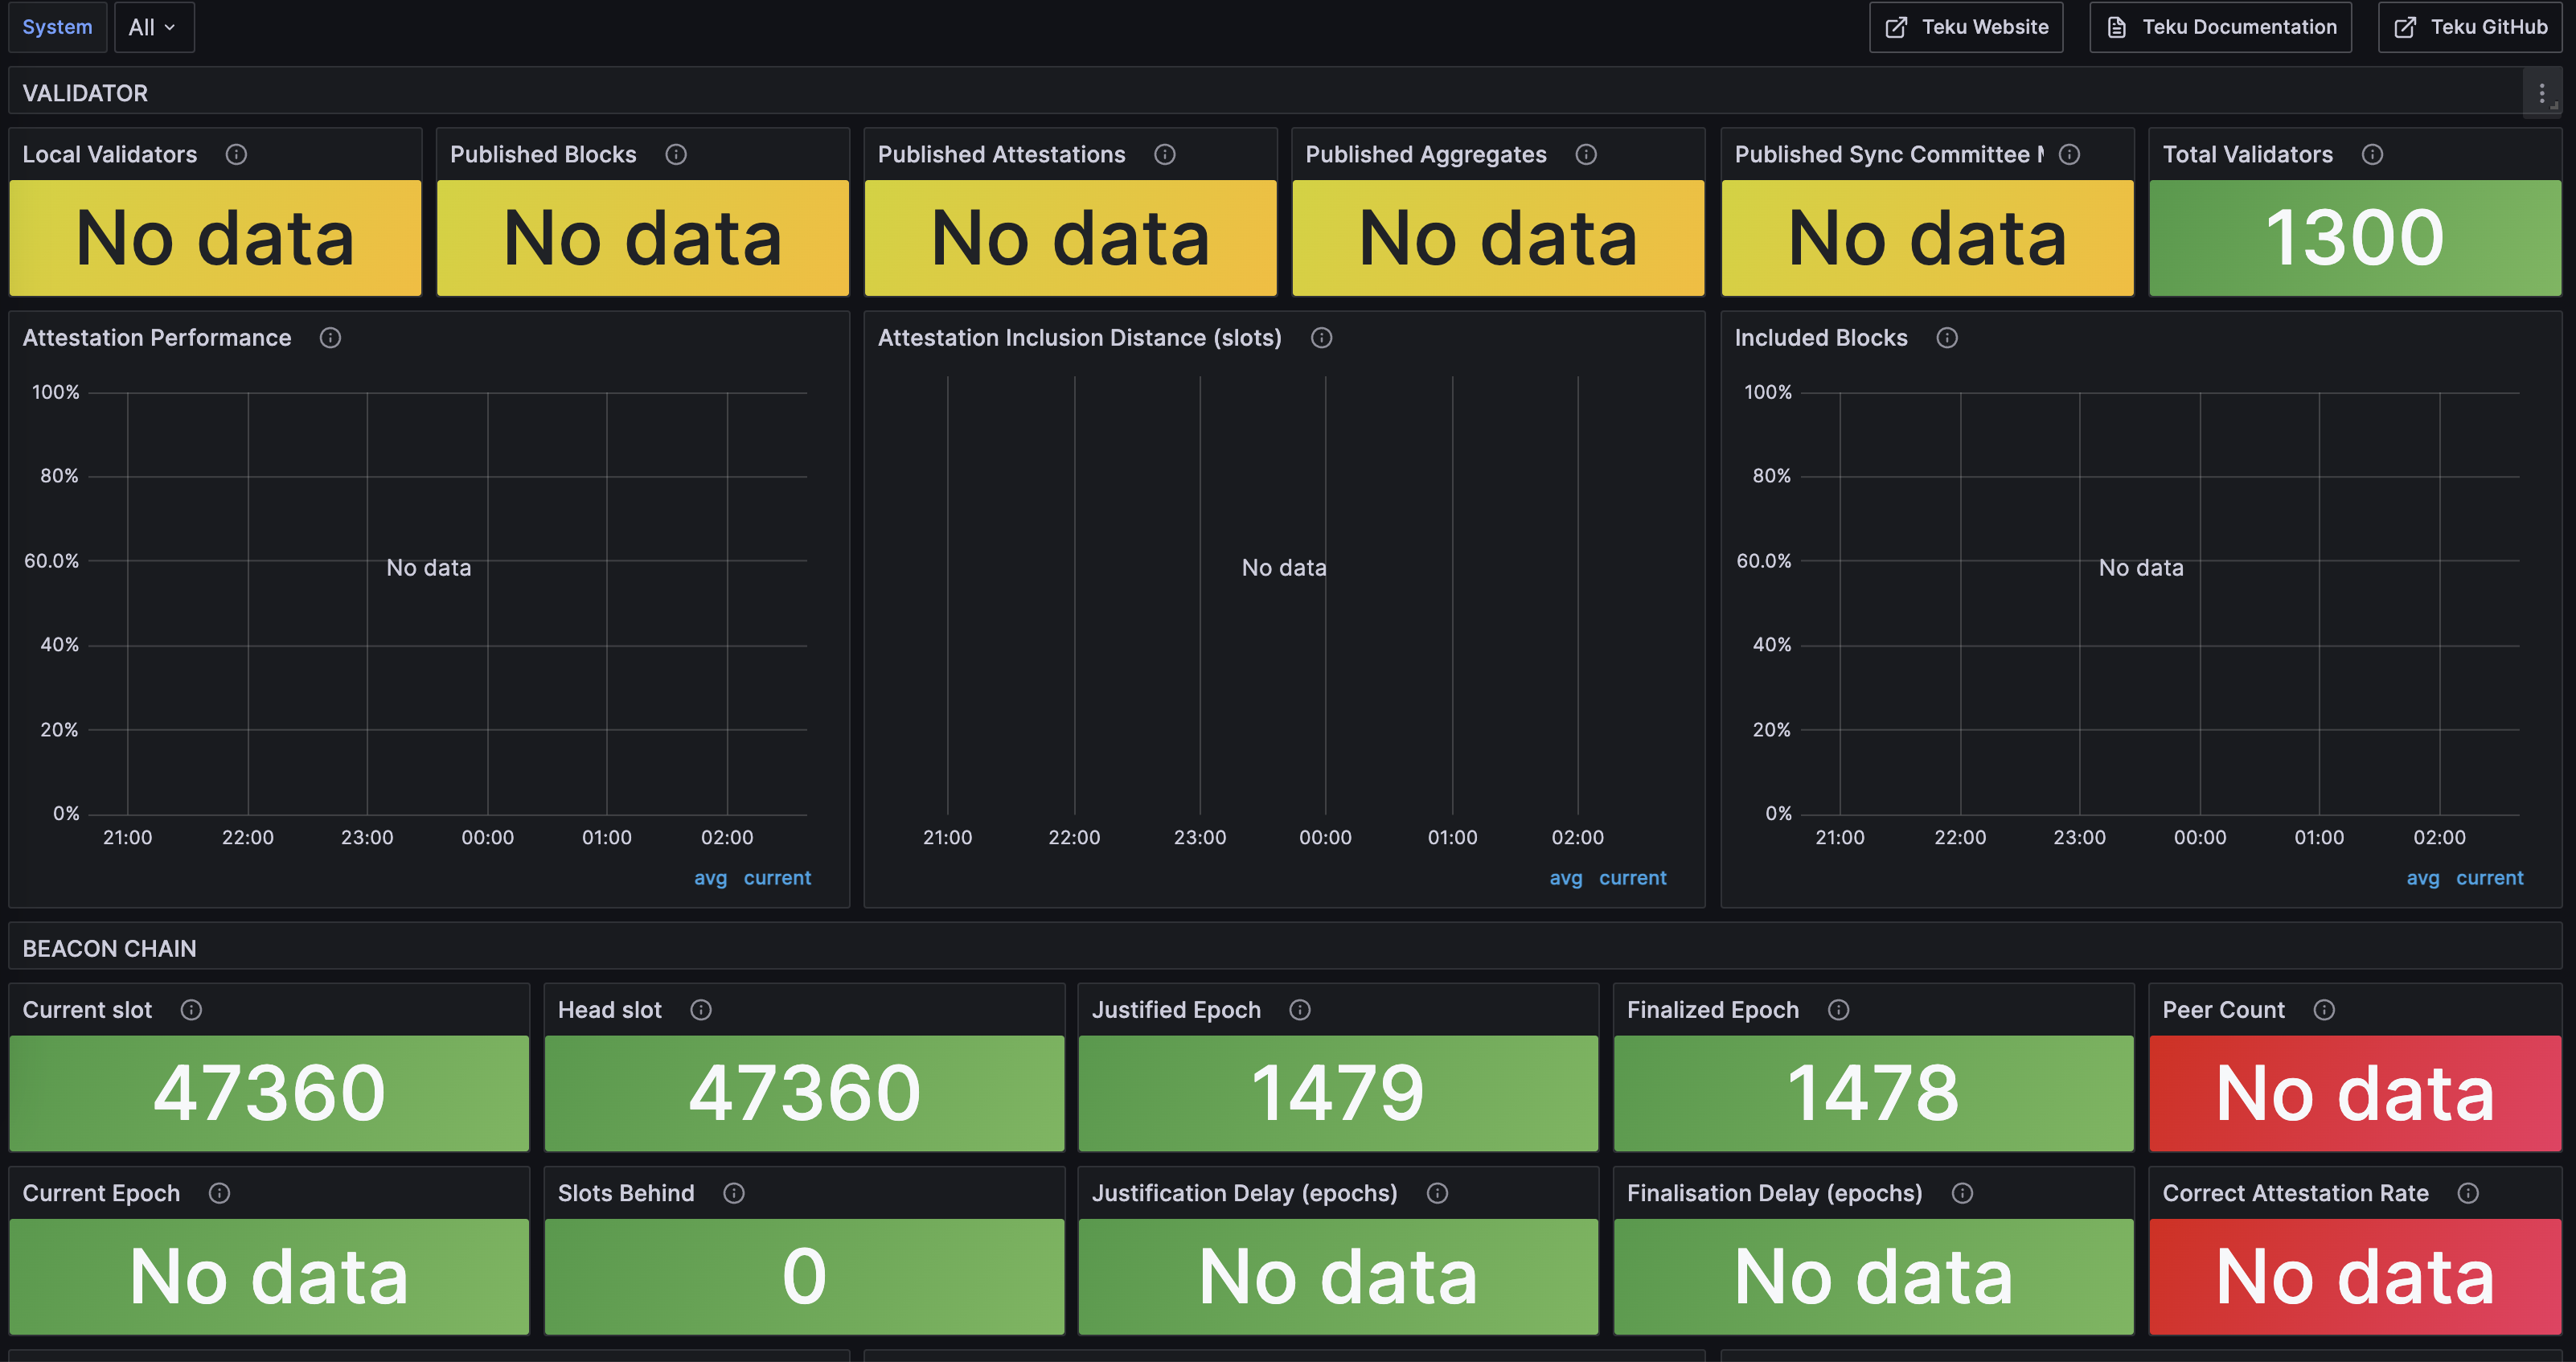 System All Teku Website Teku Documentation Teku GitHub
VALIDATOR
Local Validators Published Blocks Published Attestations Published Aggregates Published Sync Committee Total Validators
No data No data No data No data No data 1300
Attestation Performance Attestation Inclusion Distance (slots) Included Blocks
100% 100%
80% 80%
60.0% No data No data 60.0% No data
40% 40%
20% 20%
0% 0%
21:00 22:00 23:00 00:00 01:00 02:00 21:00 22:00 23:00 00:00 01:00 02:00 21:00 22:00 23:00 00:00 01:00 02:00
avg current avg current avg current
BEACON CHAIN
Current slot Head slot Justified Epoch Finalized Epoch Peer Count
47360 47360 1479 1478 No data
Current Epoch Slots Behind Justification Delay (epochs) Finalisation Delay (epochs) Correct Attestation Rate
No data 0 No data No data No data